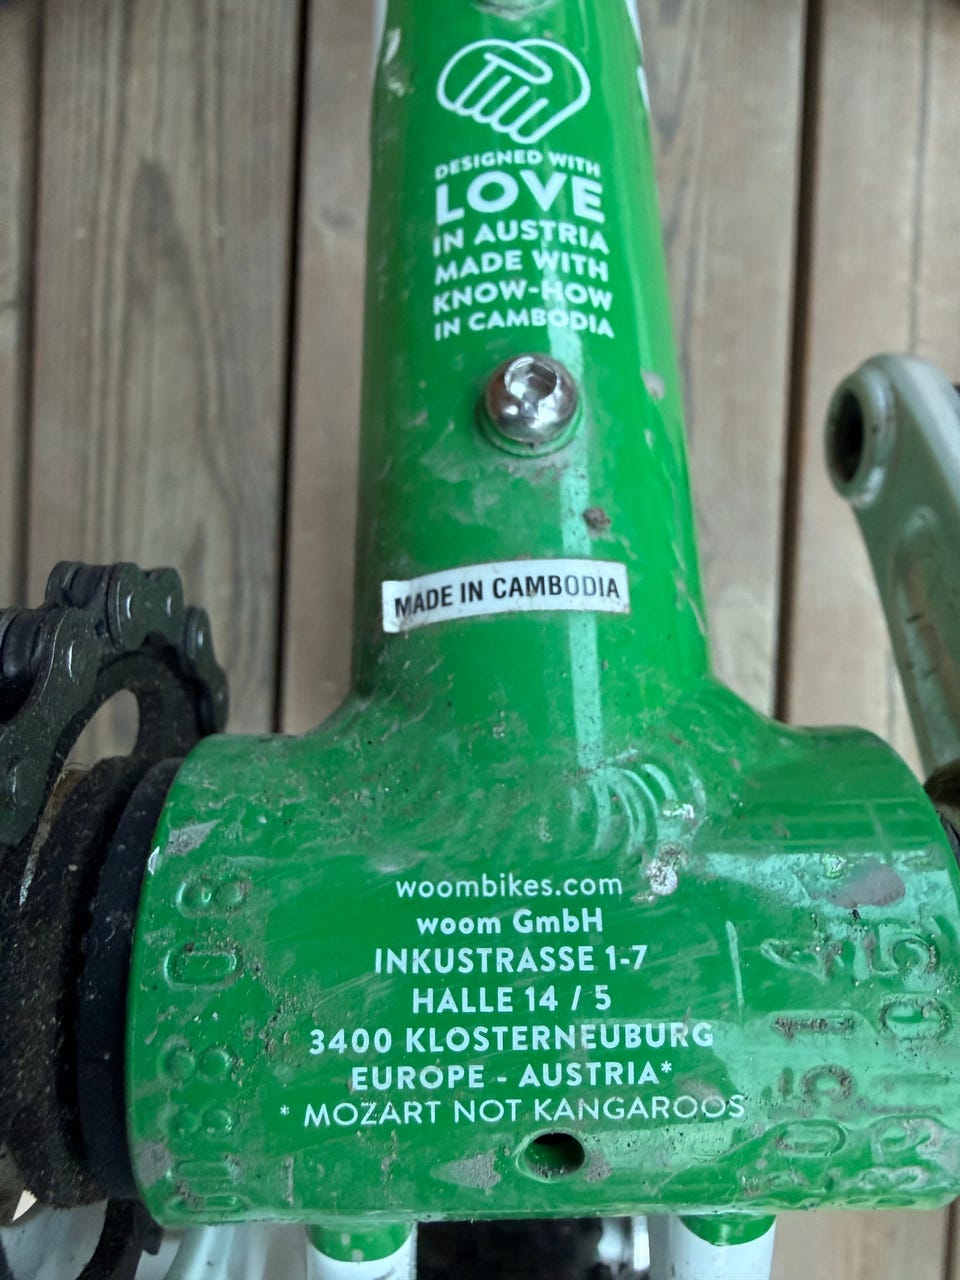 DESIGNED WITH
LOVE
IN AUSTRIA
MADE WITH
KNOW-HOW
IN CAMBODIA
MADE IN CAMBODIA
woombikes.com
woom GmbH
INKUSTRASSE 1-7
HALLE 14 / 5
3400 KLOSTERNEUBURG
EUROPE - AUSTRIA*
* MOZART NOT KANGAROOS